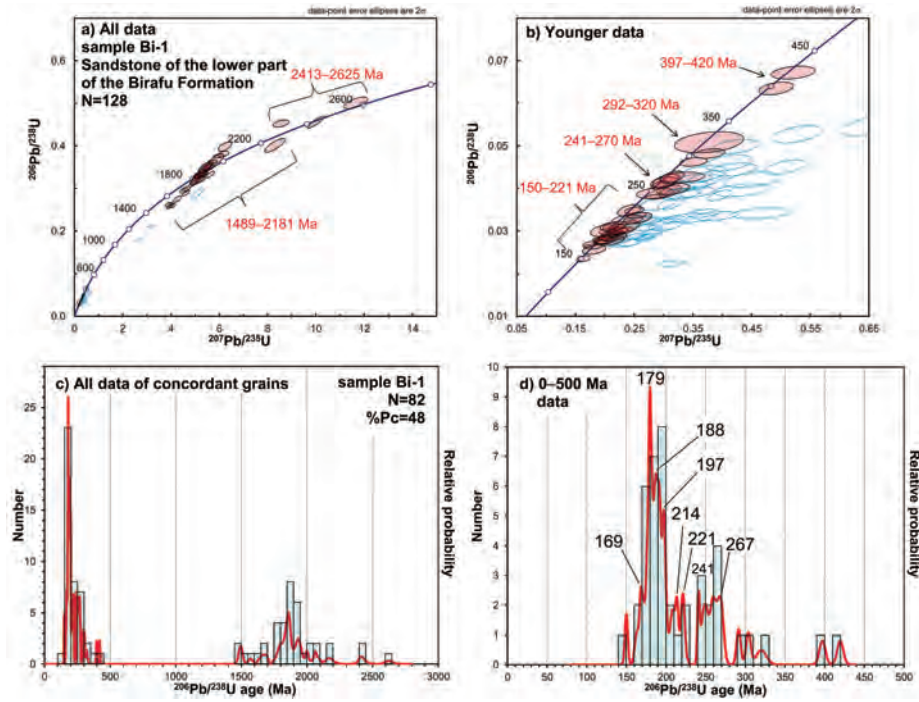 data-point error ellipses are 2σ
a) All data
sample Bi-1
Sandstone of the lower part
of the Birafu Formation
N=128
2413–2625 Ma
1489–2181 Ma
0.6
0.4
0.2
0.0
²⁰⁶Pb/²³⁸U
600
1000
1400
1800
2200
2600
0
2
4
6
8
10
12
14
²⁰⁷Pb/²³⁵U
data-point error ellipses are 2σ
b) Younger data
397–420 Ma
292–320 Ma
241–270 Ma
150–221 Ma
0.07
0.05
0.03
0.01
²⁰⁶Pb/²³⁸U
150
250
350
450
0.05
0.15
0.25
0.35
0.45
0.55
0.65
²⁰⁷Pb/²³⁵U
c) All data of concordant grains
sample Bi-1
N=82
%Pc=48
25
20
15
10
5
0
Number
Relative probability
0
500
1000
1500
2000
2500
3000
²⁰⁶Pb/²³⁸U age (Ma)
d) 0–500 Ma
data
179
188
197
214
221
241
267
169
10
9
8
7
6
5
4
3
2
1
0
Number
Relative probability
0
50
100
150
200
250
300
350
400
450
500
²⁰⁶Pb/²³⁸U age (Ma)